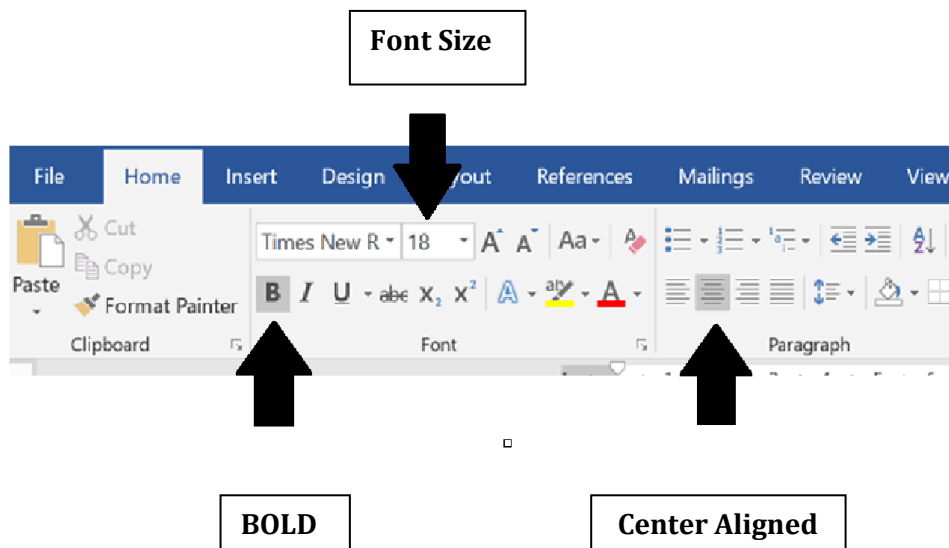 Font Size
File Home Insert Design References Mailings Review View
Cut
Copy
Paste
Format Painter
Times New R 18 A A Aa
B I U abc X₂ X² A aby A
Clipboard Font Paragraph
BOLD
Center Aligned